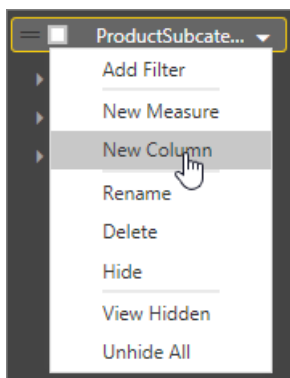 ProductSubcate...
Add Filter
New Measure
New Column
Rename
Delete
Hide
View Hidden
Unhide All